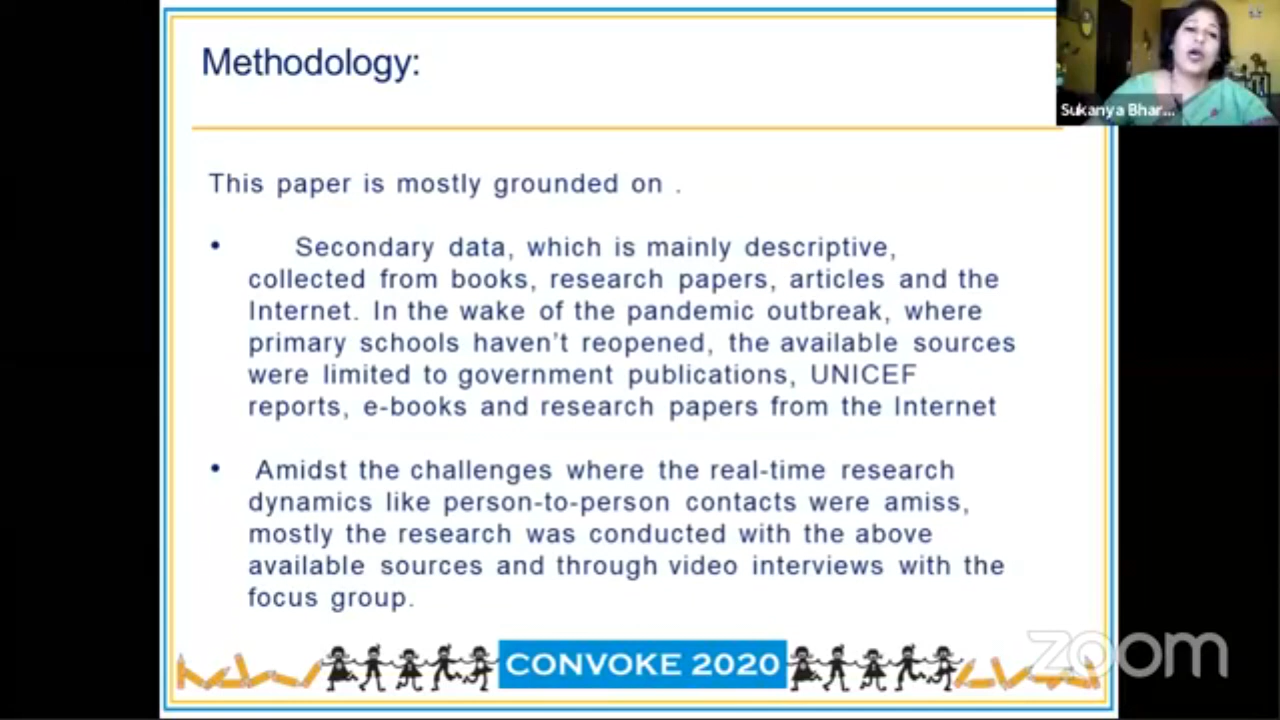 Methodology:
Sukanya Bhar...
This paper is mostly grounded on .
• Secondary data, which is mainly descriptive,
collected from books, research papers, articles and the
Internet. In the wake of the pandemic outbreak, where
primary schools haven't reopened, the available sources
were limited to government publications, UNICEF
reports, e-books and research papers from the Internet
• Amidst the challenges where the real-time research
dynamics like person-to-person contacts were amiss,
mostly the research was conducted with the above
available sources and through video interviews with the
focus group.
CONVOKE 2020
zoom